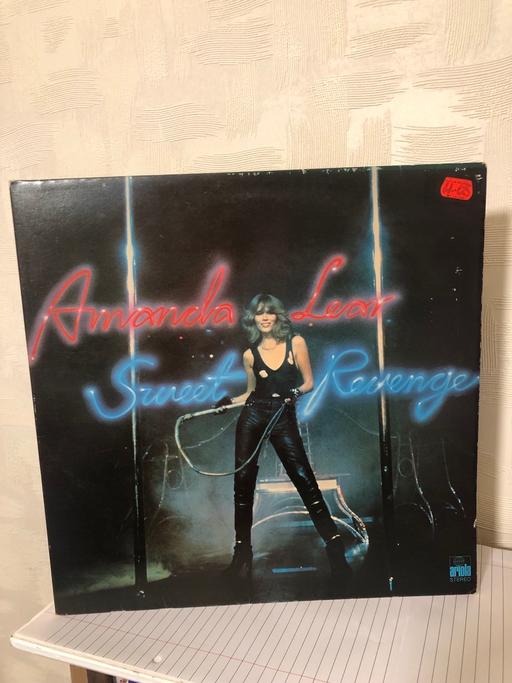 Amanda Lear
Sweet Revenge
ariola
STEREO